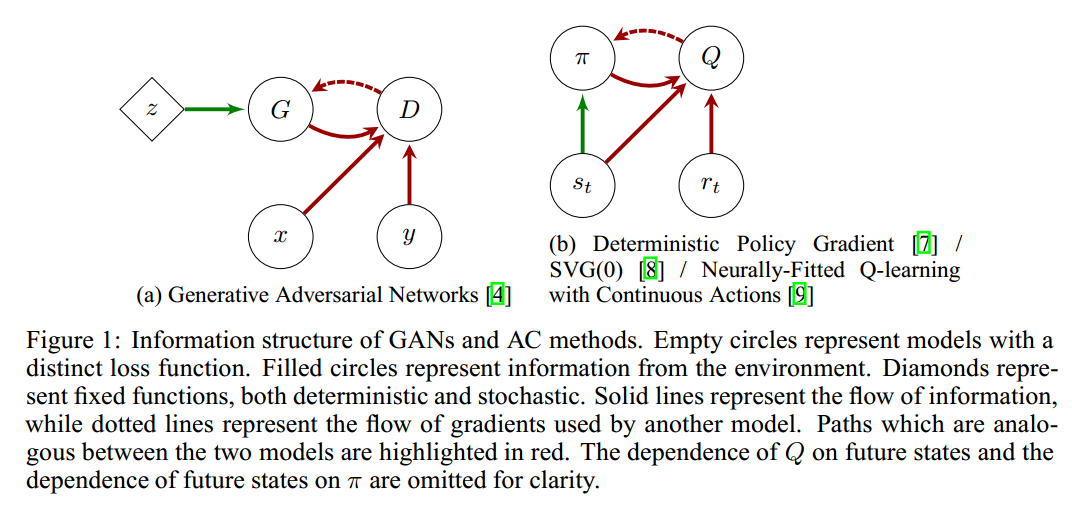 z
G
D
x
y
(a) Generative Adversarial Networks [4]
π
Q
s_t
r_t
(b) Deterministic Policy Gradient [7] /
SVG(0) [8] / Neurally-Fitted Q-learning
with Continuous Actions [9]
Figure 1: Information structure of GANs and AC methods. Empty circles represent models with a
distinct loss function. Filled circles represent information from the environment. Diamonds repre-
sent fixed functions, both deterministic and stochastic. Solid lines represent the flow of information,
while dotted lines represent the flow of gradients used by another model. Paths which are analo-
gous between the two models are highlighted in red. The dependence of Q on future states and the
dependence of future states on π are omitted for clarity.